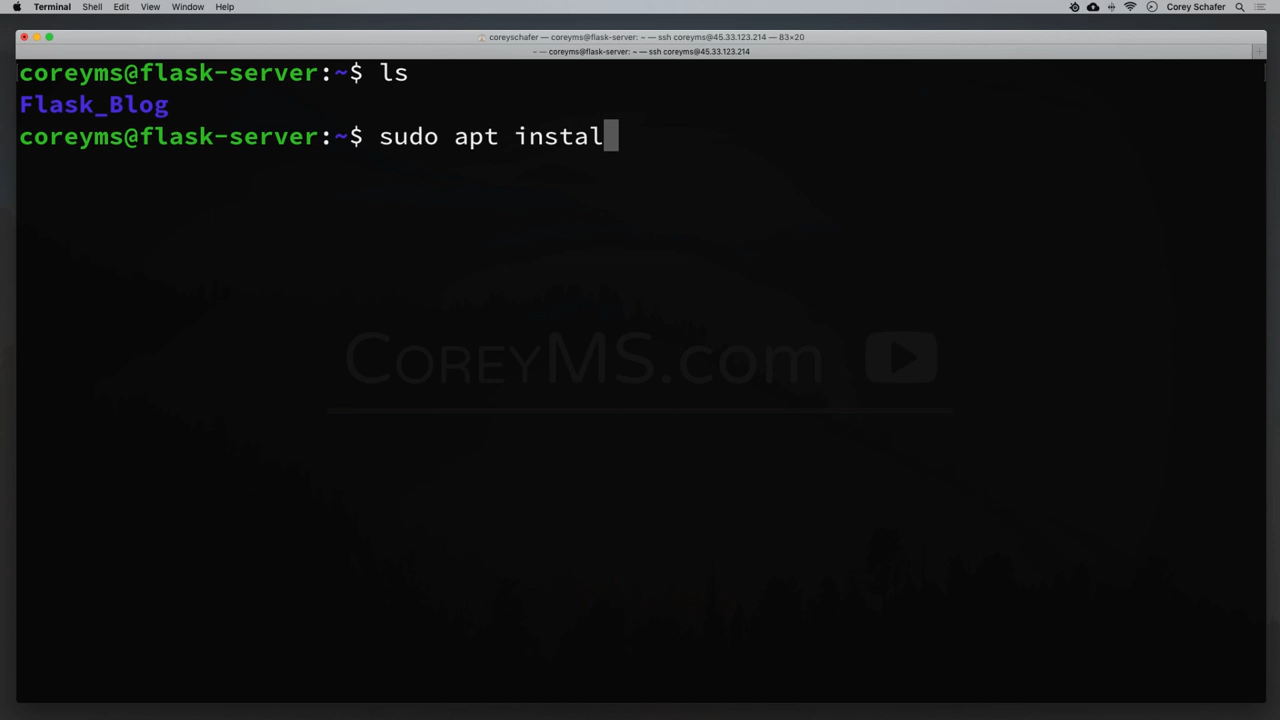 Terminal Shell Edit View Window Help Corey Schafer
coreyschafer — coreyms@flask-server: ~ — ssh coreyms@45.33.123.214 — 83×20
~ — coreyms@flask-server: ~ — ssh coreyms@45.33.123.214
coreyms@flask-server:~$ ls
Flask_Blog
coreyms@flask-server:~$ sudo apt instal
CoreyMS.com